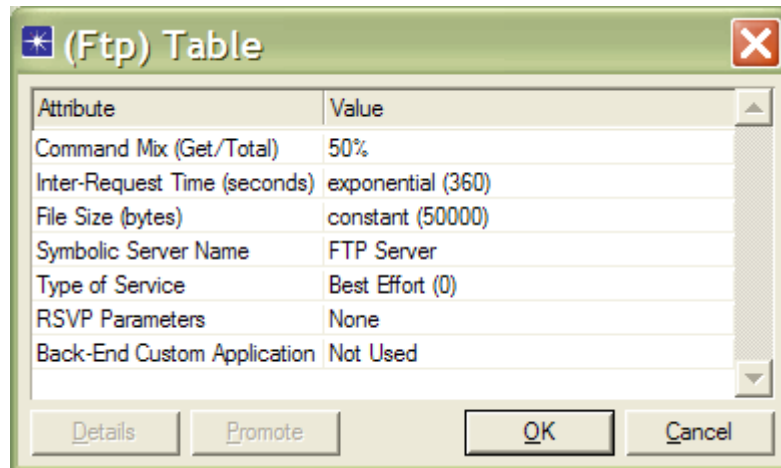 (Ftp) Table
Attribute Value
Command Mix (Get/Total) 50%
Inter-Request Time (seconds) exponential (360)
File Size (bytes) constant (50000)
Symbolic Server Name FTP Server
Type of Service Best Effort (0)
RSVP Parameters None
Back-End Custom Application Not Used
Details Promote OK Cancel